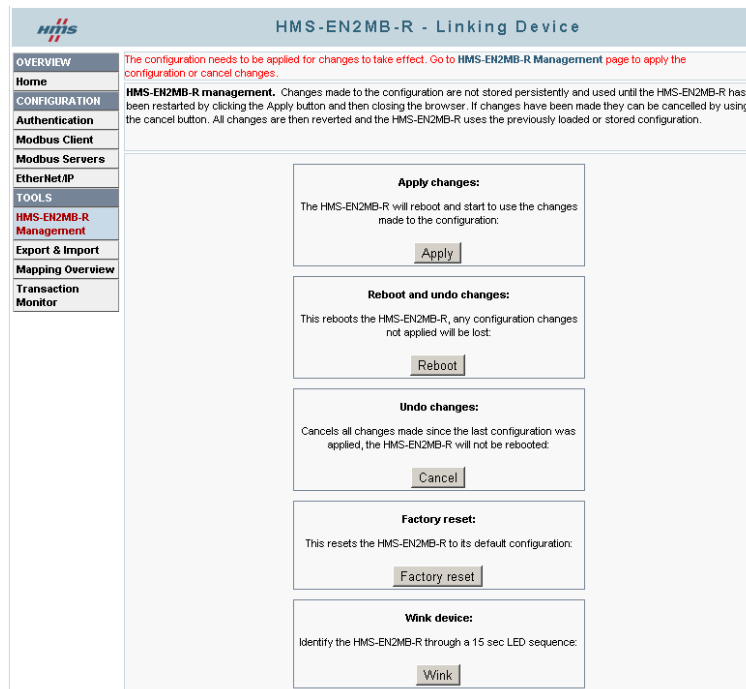 hms
HMS-EN2MB-R - Linking Device
OVERVIEW
Home
CONFIGURATION
Authentication
Modbus Client
Modbus Servers
EtherNet/IP
TOOLS
HMS-EN2MB-R
Management
Export & Import
Mapping Overview
Transaction
Monitor
The configuration needs to be applied for changes to take effect. Go to HMS-EN2MB-R Management page to apply the
configuration or cancel changes.
HMS-EN2MB-R management. Changes made to the configuration are not stored persistently and used until the HMS-EN2MB-R has
been restarted by clicking the Apply button and then closing the browser. If changes have been made they can be cancelled by using
the cancel button. All changes are then reverted and the HMS-EN2MB-R uses the previously loaded or stored configuration.
Apply changes:
The HMS-EN2MB-R will reboot and start to use the changes
made to the configuration:
Apply
Reboot and undo changes:
This reboots the HMS-EN2MB-R, any configuration changes
not applied will be lost:
Reboot
Undo changes:
Cancels all changes made since the last configuration was
applied, the HMS-EN2MB-R will not be rebooted:
Cancel
Factory reset:
This resets the HMS-EN2MB-R to its default configuration:
Factory reset
Wink device:
Identify the HMS-EN2MB-R through a 15 sec LED sequence:
Wink